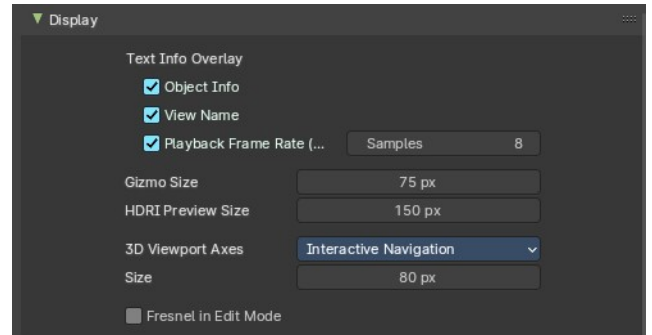 Display
Text Info Overlay
Object Info
View Name
Playback Frame Rate (... Samples 8
Gizmo Size 75 px
HDRI Preview Size 150 px
3D Viewport Axes Interactive Navigation
Size 80 px
Fresnel in Edit Mode